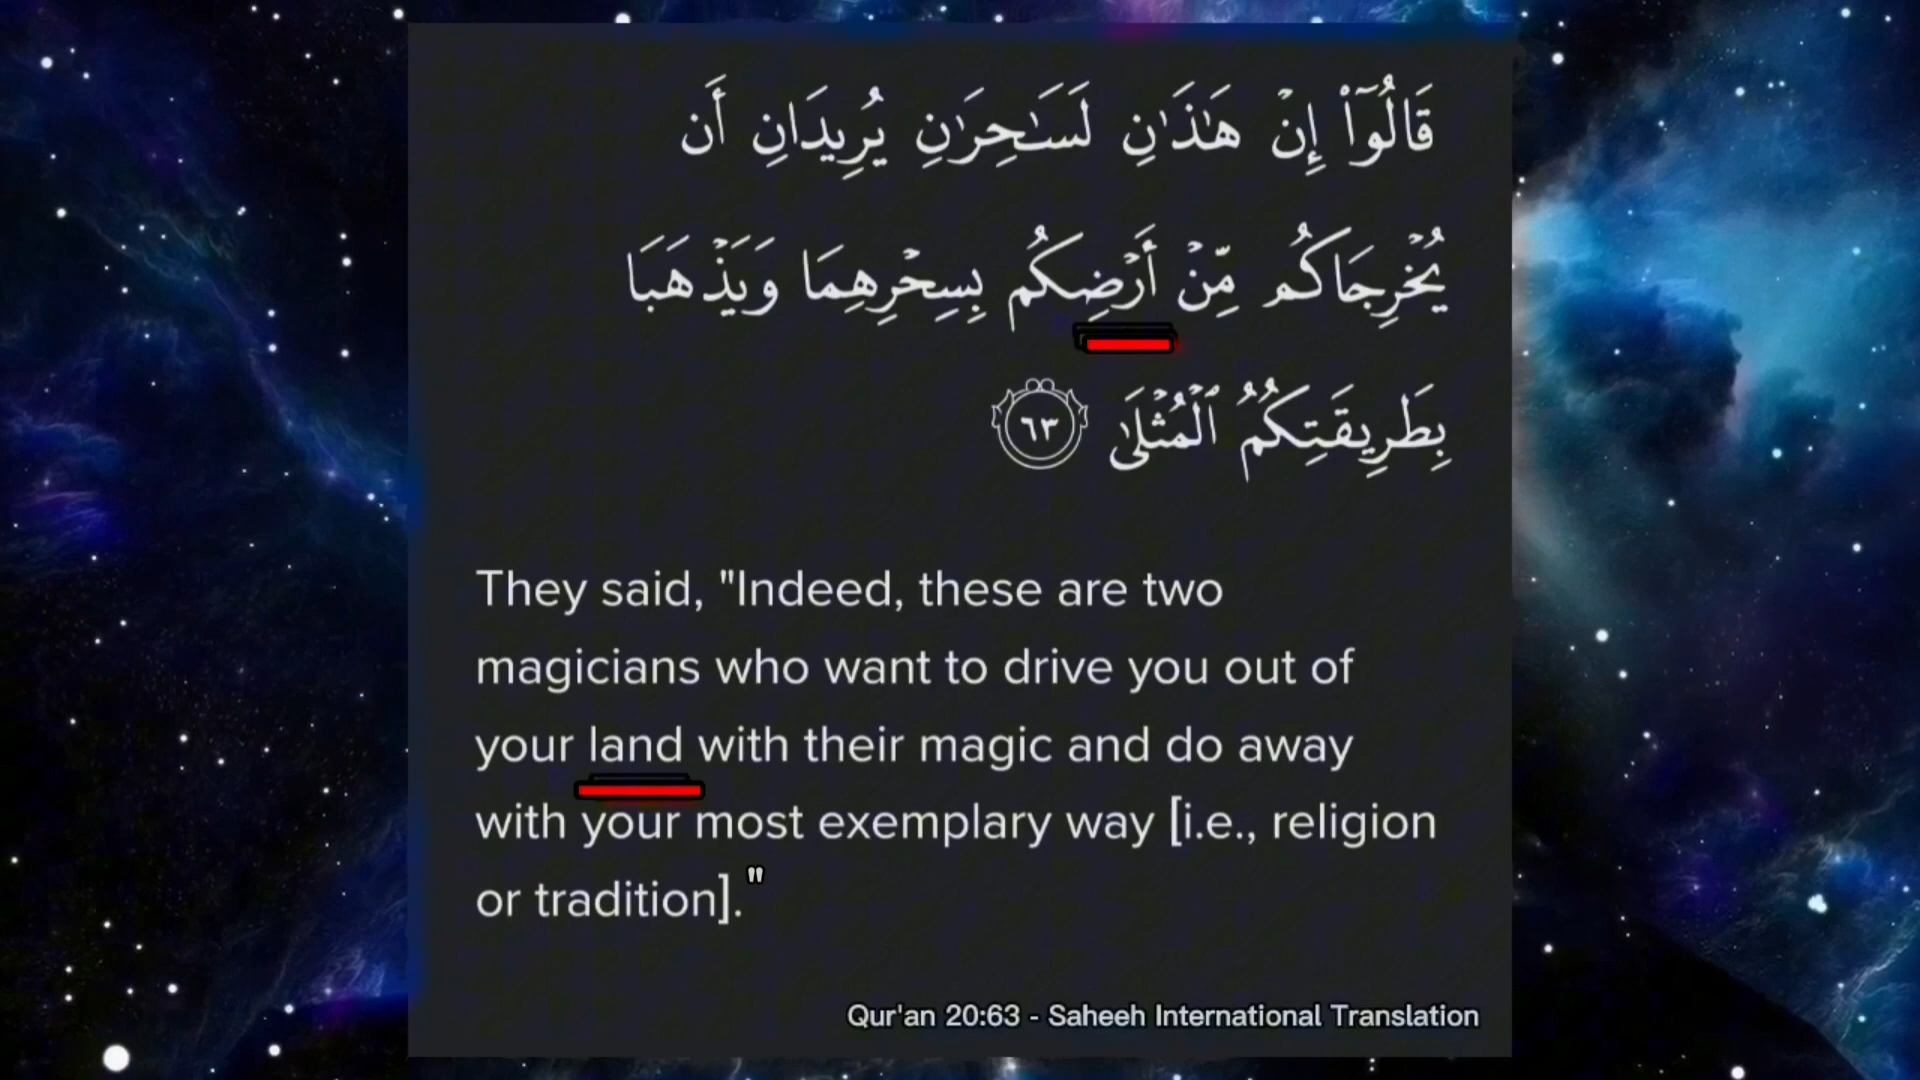 قَالُوٓا۟ إِنْ هَـٰذَٰنِ لَسَـٰحِرَٰنِ يُرِيدَانِ أَن
يُخْرِجَاكُم مِّنْ أَرْضِكُم بِسِحْرِهِمَا وَيَذْهَبَا
بِطَرِيقَتِكُمُ ٱلْمُثْلَىٰ ٦٣
They said, "Indeed, these are two
magicians who want to drive you out of
your land with their magic and do away
with your most exemplary way [i.e., religion
or tradition]."
Qur'an 20:63 - Saheeh International Translation